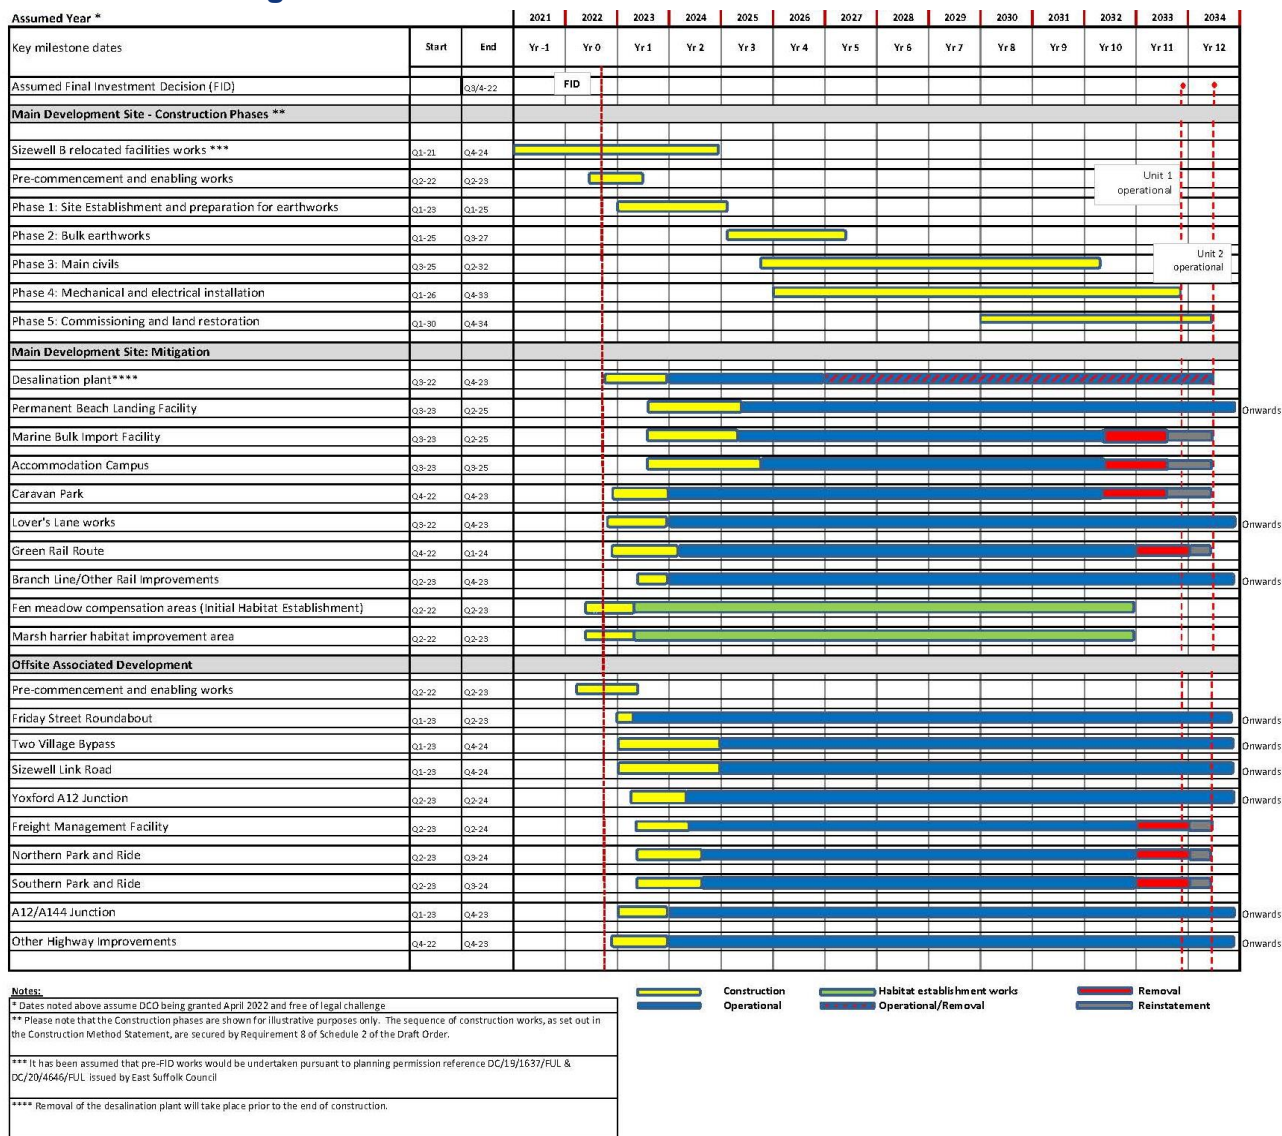 Assumed Year * 2021 2022 2023 2024 2025 2026 2027 2028 2029 2030 2031 2032 2033 2034
Key milestone dates Start End Yr -1 Yr 0 Yr 1 Yr 2 Yr 3 Yr 4 Yr 5 Yr 6 Yr 7 Yr 8 Yr 9 Yr 10 Yr 11 Yr 12
Assumed Final Investment Decision (FID) Q3/4-22 FID
Main Development Site - Construction Phases **
Sizewell B relocated facilities works *** Q1-21 Q4-24
Pre-commencement and enabling works Q2-22 Q2-23
Unit 1
operational
Phase 1: Site Establishment and preparation for earthworks Q1-23 Q1-25
Phase 2: Bulk earthworks Q1-25 Q3-27
Unit 2
operational
Phase 3: Main civils Q3-25 Q2-32
Phase 4: Mechanical and electrical installation Q1-26 Q4-33
Phase 5: Commissioning and land restoration Q1-30 Q4-34
Main Development Site: Mitigation
Desalination plant**** Q3-22 Q4-23
Permanent Beach Landing Facility Q3-23 Q2-25 Onwards
Marine Bulk Import Facility Q3-23 Q2-25
Accommodation Campus Q3-23 Q3-25
Caravan Park Q4-22 Q4-23
Lover's Lane works Q3-22 Q4-23 Onwards
Green Rail Route Q4-22 Q1-24
Branch Line/Other Rail Improvements Q2-23 Q4-23 Onwards
Fen meadow compensation areas (Initial Habitat Establishment) Q2-22 Q2-23
Marsh harrier habitat improvement area Q2-22 Q2-23
Offsite Associated Development
Pre-commencement and enabling works Q2-22 Q2-23
Friday Street Roundabout Q1-23 Q2-23 Onwards
Two Village Bypass Q1-23 Q4-24 Onwards
Sizewell Link Road Q1-23 Q4-24 Onwards
Yoxford A12 Junction Q2-23 Q2-24 Onwards
Freight Management Facility Q2-23 Q2-24
Northern Park and Ride Q2-23 Q3-24
Southern Park and Ride Q2-23 Q3-24
A12/A144 Junction Q1-23 Q4-23 Onwards
Other Highway Improvements Q4-22 Q4-23 Onwards
Notes:
* Dates noted above assume DCO being granted April 2022 and free of legal challenge
** Please note that the Construction phases are shown for illustrative purposes only. The sequence of construction works, as set out in
the Construction Method Statement, are secured by Requirement 8 of Schedule 2 of the Draft Order.
*** It has been assumed that pre-FID works would be undertaken pursuant to planning permission reference DC/19/1637/FUL &
DC/20/4646/FUL issued by East Suffolk Council
**** Removal of the desalination plant will take place prior to the end of construction.
Construction Habitat establishment works Removal
Operational Operational/Removal Reinstatement